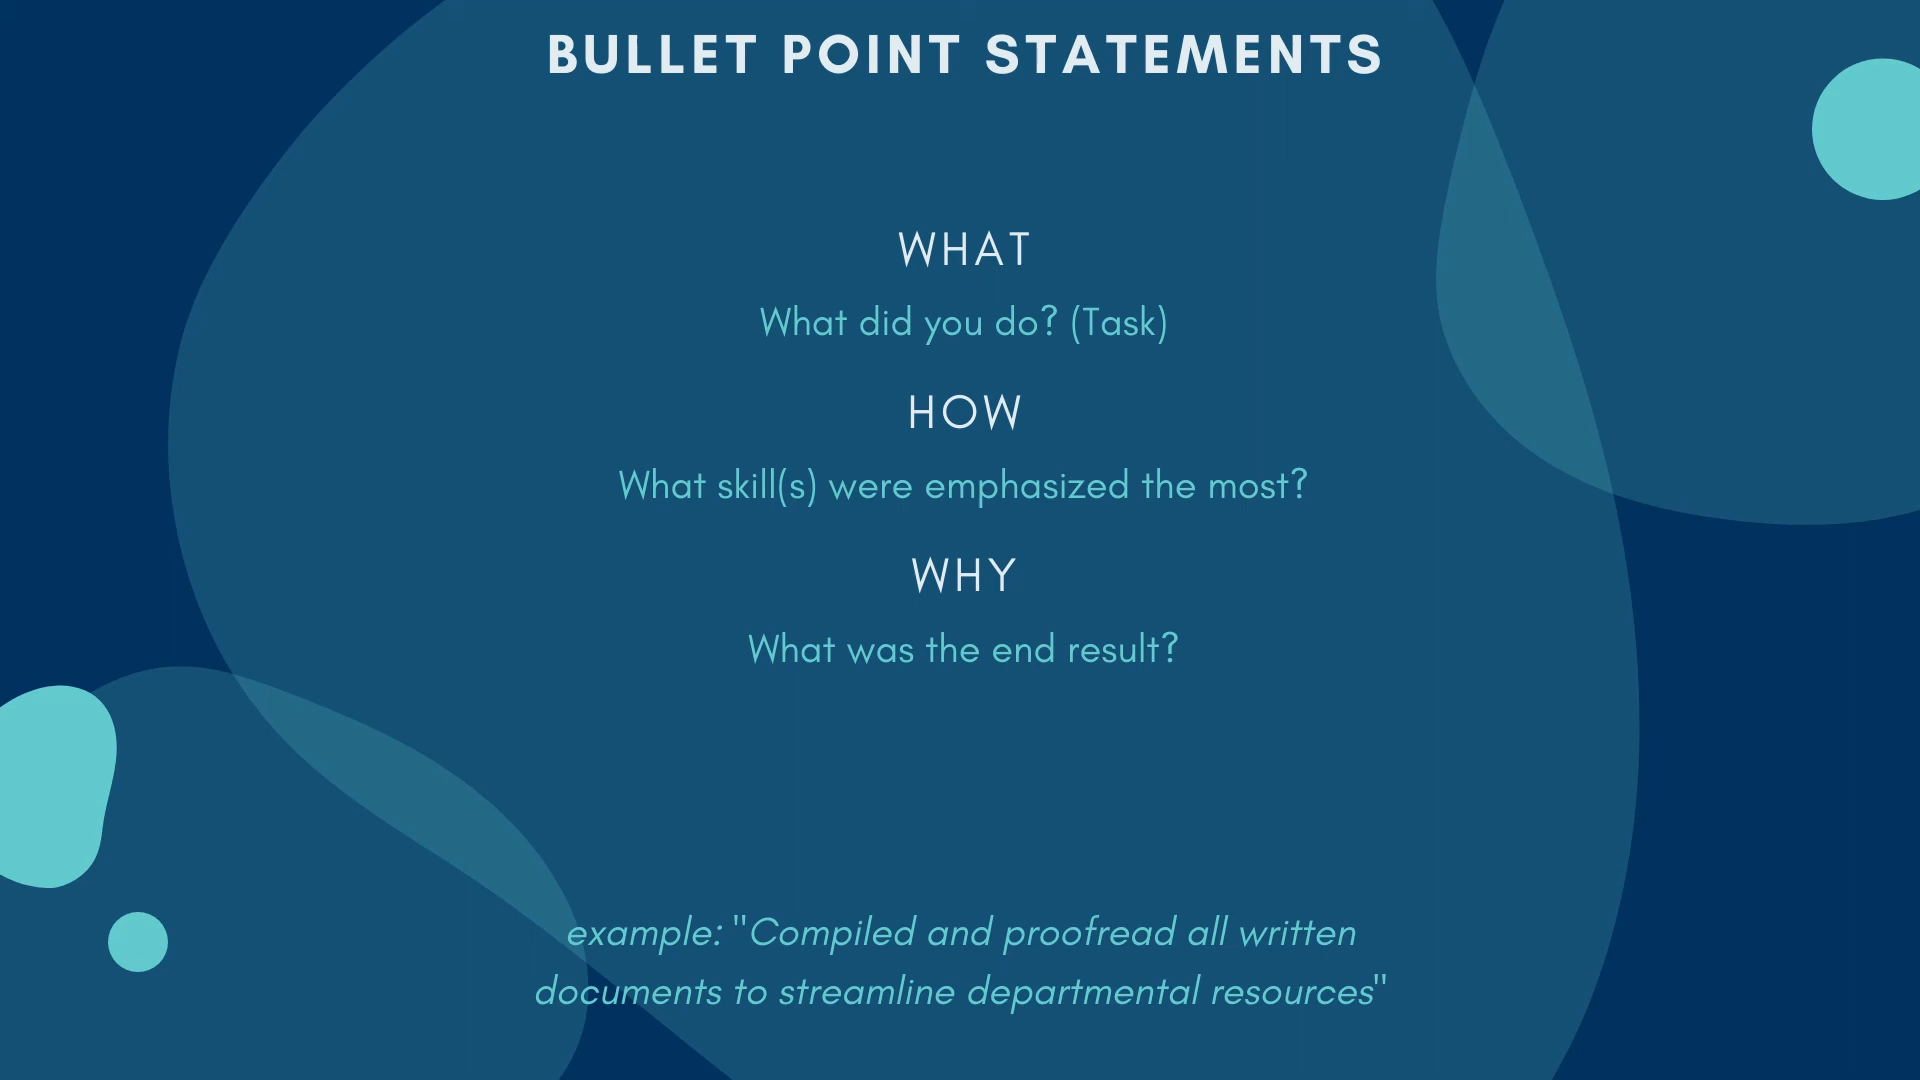 BULLET POINT STATEMENTS
WHAT
What did you do? (Task)
HOW
What skill(s) were emphasized the most?
WHY
What was the end result?
example: "Compiled and proofread all written
documents to streamline departmental resources"